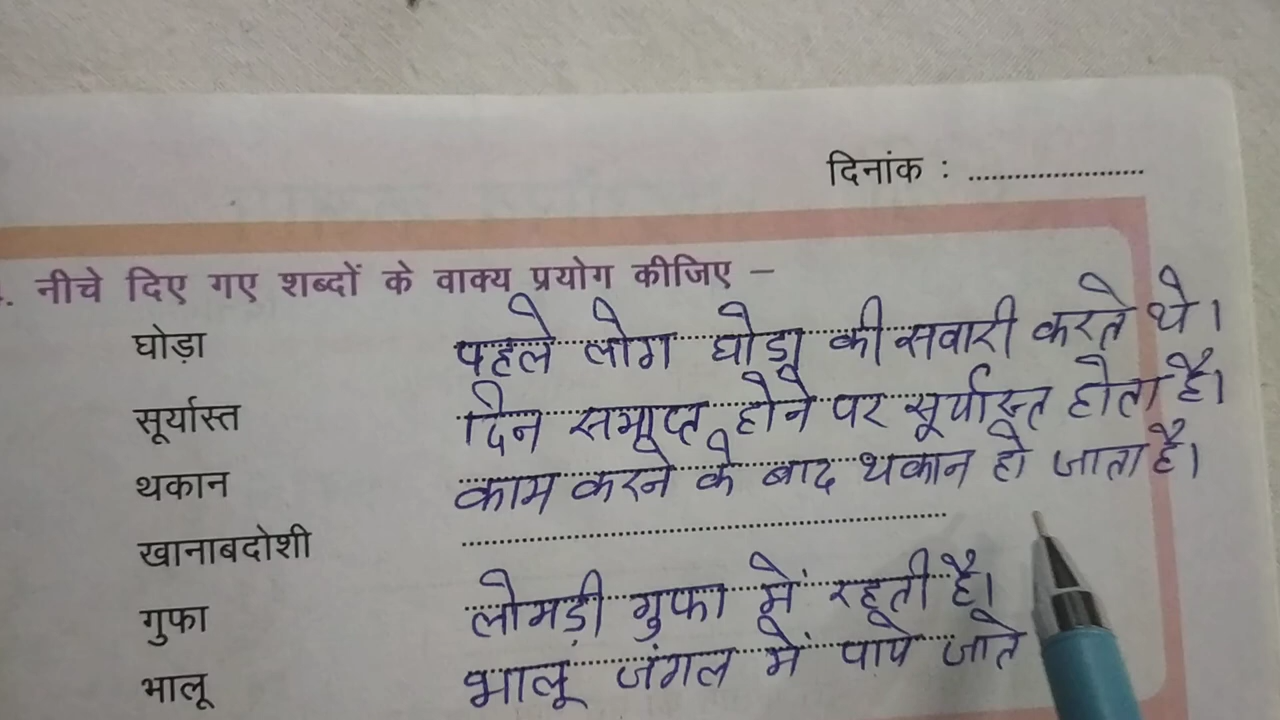 दिनांक : ......................
. नीचे दिए गए शब्दों के वाक्य प्रयोग कीजिए –
घोड़ा पहले लोग घोड़ा की सवारी करते थे।
सूर्यास्त दिन समाप्त होने पर सूर्यास्त होता है।
थकान काम करने के बाद थकान हो जाता है।
खानाबदोशी ......................
गुफा लोमड़ी गुफा में रहती है।
भालू भालू जंगल में पाये जाते